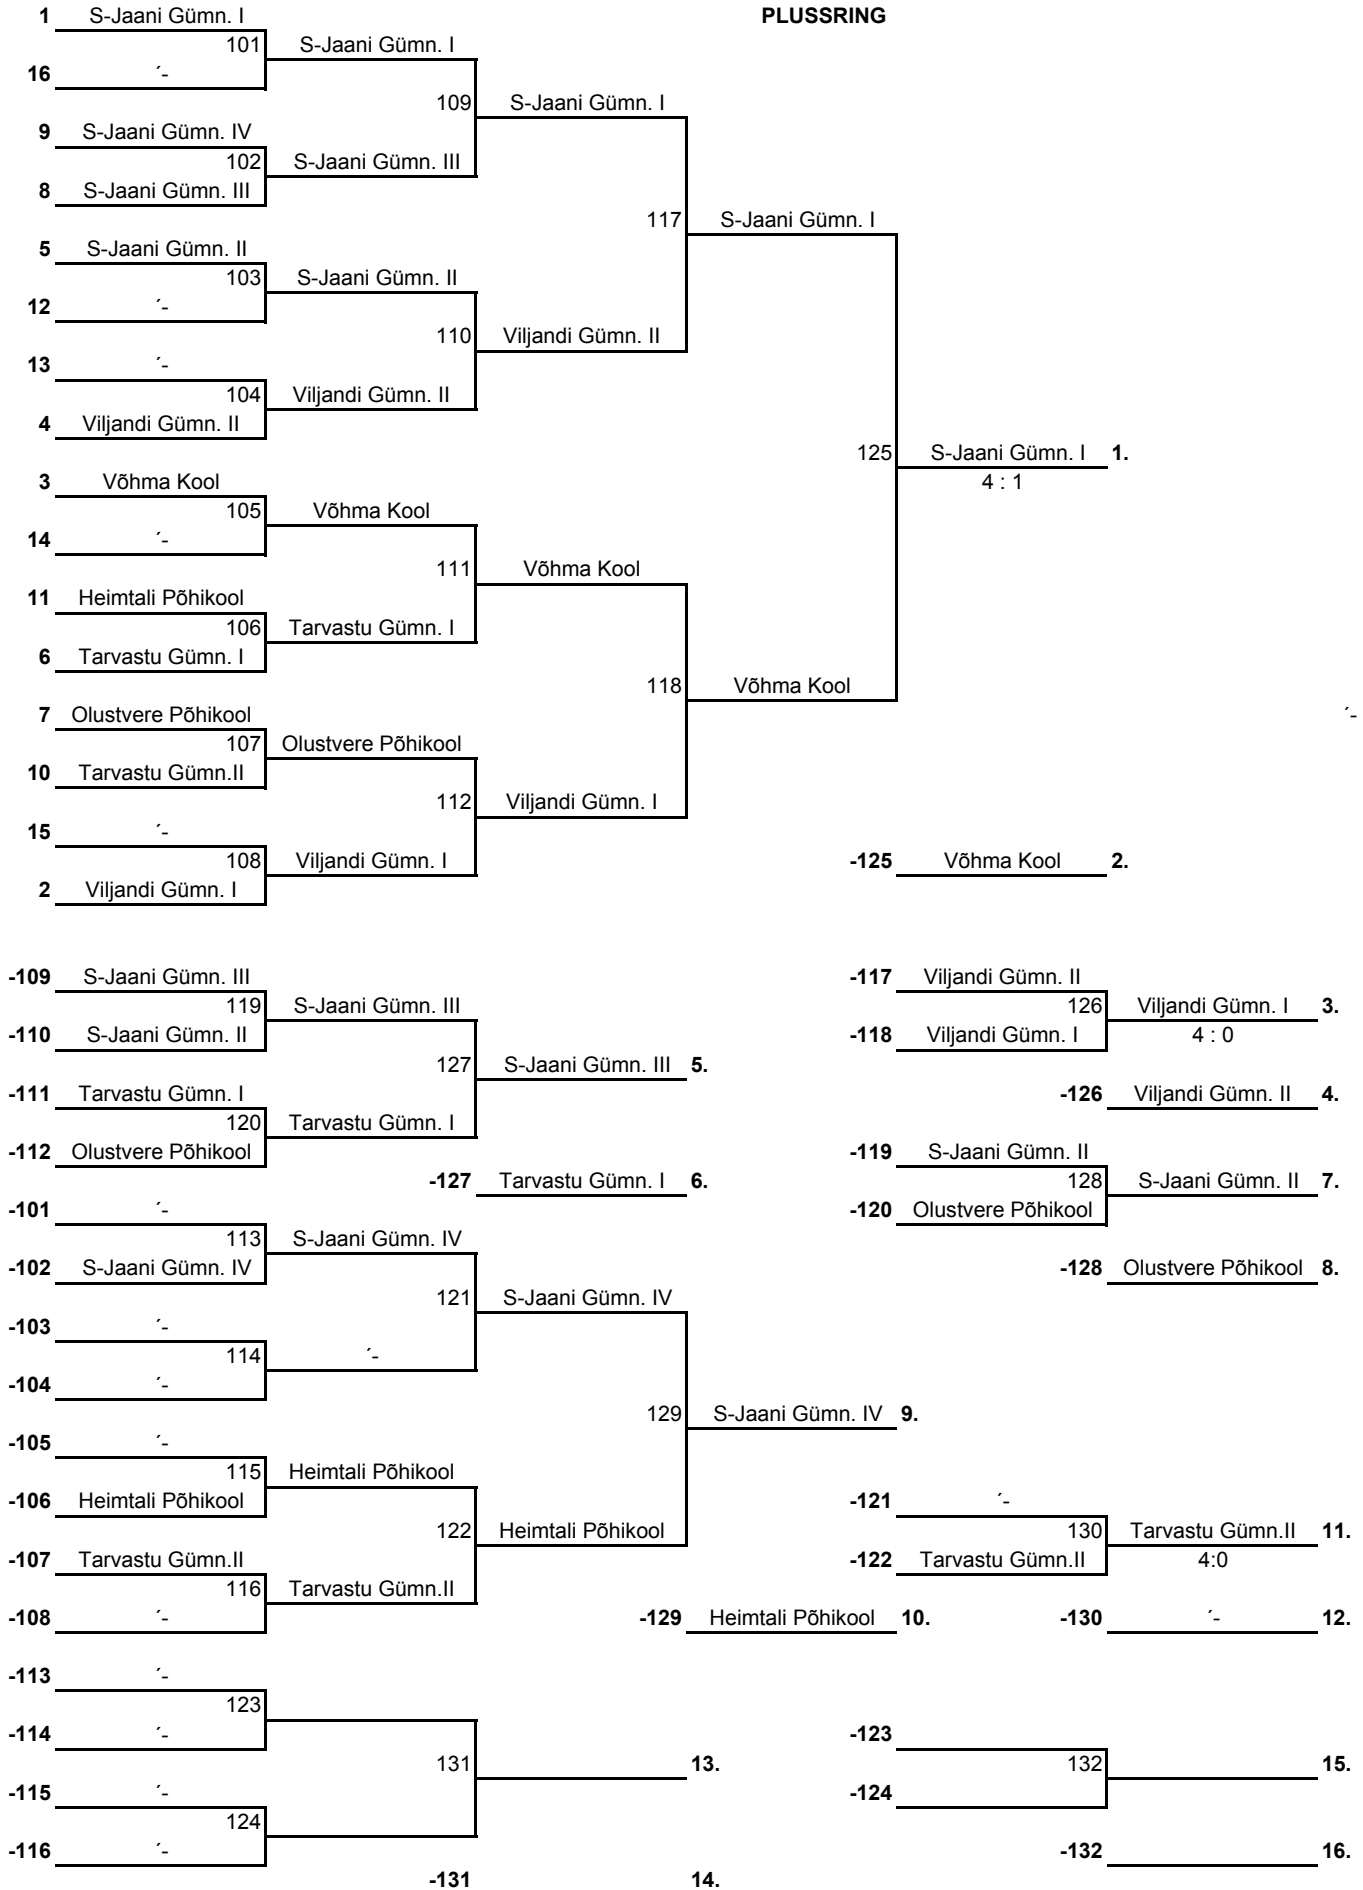 PLUSSRING
1 S-Jaani Gümn. I
101 S-Jaani Gümn. I
16 ´-
109 S-Jaani Gümn. I
9 S-Jaani Gümn. IV
102 S-Jaani Gümn. III
8 S-Jaani Gümn. III
117 S-Jaani Gümn. I
5 S-Jaani Gümn. II
103 S-Jaani Gümn. II
12 ´-
110 Viljandi Gümn. II
13 ´-
104 Viljandi Gümn. II
4 Viljandi Gümn. II
125 S-Jaani Gümn. I 1.
3 Võhma Kool 4 : 1
105 Võhma Kool
14 ´-
111 Võhma Kool
11 Heimtali Põhikool
106 Tarvastu Gümn. I
6 Tarvastu Gümn. I
118 Võhma Kool
7 Olustvere Põhikool ´-
107 Olustvere Põhikool
10 Tarvastu Gümn.II
112 Viljandi Gümn. I
15 ´-
108 Viljandi Gümn. I -125 Võhma Kool 2.
2 Viljandi Gümn. I
-109 S-Jaani Gümn. III -117 Viljandi Gümn. II
119 S-Jaani Gümn. III 126 Viljandi Gümn. I 3.
-110 S-Jaani Gümn. II -118 Viljandi Gümn. I 4 : 0
127 S-Jaani Gümn. III 5.
-111 Tarvastu Gümn. I -126 Viljandi Gümn. II 4.
120 Tarvastu Gümn. I
-112 Olustvere Põhikool -119 S-Jaani Gümn. II
-127 Tarvastu Gümn. I 6. 128 S-Jaani Gümn. II 7.
-101 ´- -120 Olustvere Põhikool
113 S-Jaani Gümn. IV
-102 S-Jaani Gümn. IV -128 Olustvere Põhikool 8.
121 S-Jaani Gümn. IV
-103 ´-
114 ´-
-104 ´-
129 S-Jaani Gümn. IV 9.
-105 ´-
115 Heimtali Põhikool
-106 Heimtali Põhikool -121 ´-
122 Heimtali Põhikool 130 Tarvastu Gümn.II 11.
-107 Tarvastu Gümn.II -122 Tarvastu Gümn.II 4:0
116 Tarvastu Gümn.II
-108 ´- -129 Heimtali Põhikool 10. -130 ´- 12.
-113 ´-
123
-114 ´- -123
131 13. 132 15.
-115 ´- -124
124
-116 ´- -132 16.
-131 14.